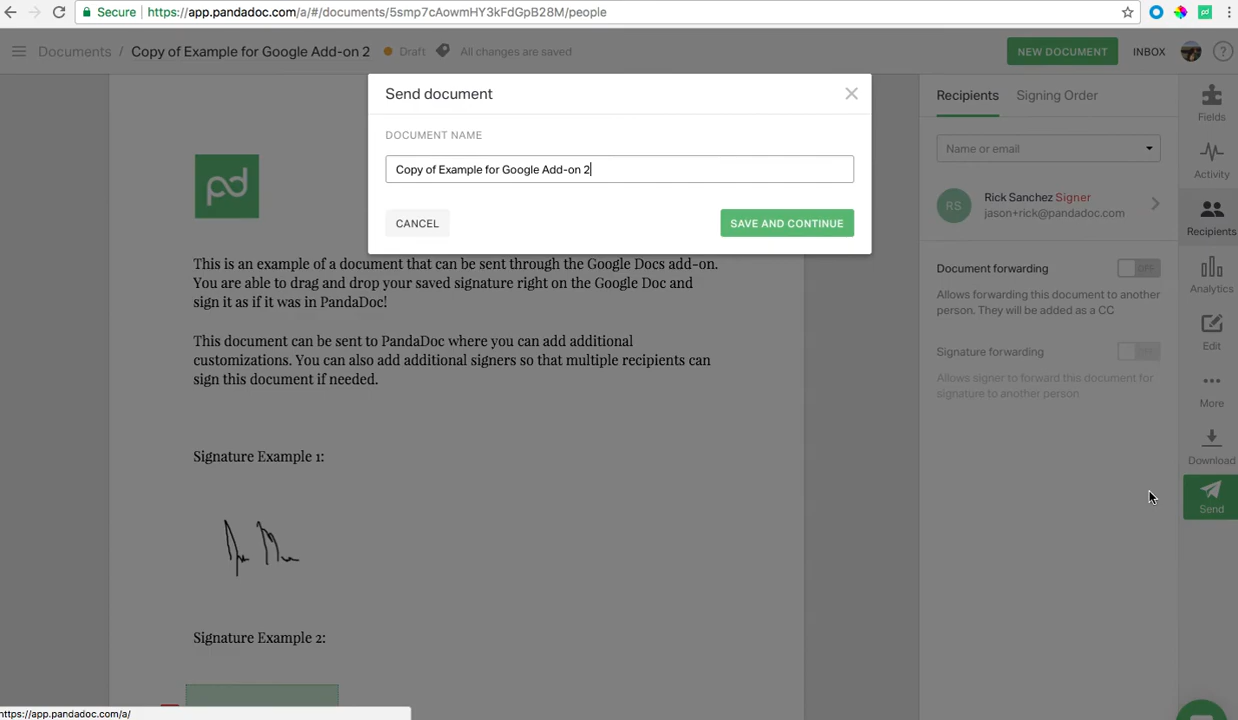 Secure https://app.pandadoc.com/a/#/documents/5smp7cAowmHY3kFdGpB28M/people
Documents / Copy of Example for Google Add-on 2 Draft All changes are saved NEW DOCUMENT INBOX ?
Send document
DOCUMENT NAME
Copy of Example for Google Add-on 2
CANCEL SAVE AND CONTINUE
pd
This is an example of a document that can be sent through the Google Docs add-on.
You are able to drag and drop your saved signature right on the Google Doc and
sign it as if it was in PandaDoc!
This document can be sent to PandaDoc where you can add additional
customizations. You can also add additional signers so that multiple recipients can
sign this document if needed.
Signature Example 1:
Signature Example 2:
Recipients Signing Order
Name or email
RS
Rick Sanchez Signer
jason+rick@pandadoc.com
Document forwarding OFF
Allows forwarding this document to another
person. They will be added as a CC
Signature forwarding
Allows signer to forward this document for
signature to another person
Fields
Activity
Recipients
Analytics
Edit
More
Download
Send
https://app.pandadoc.com/a/